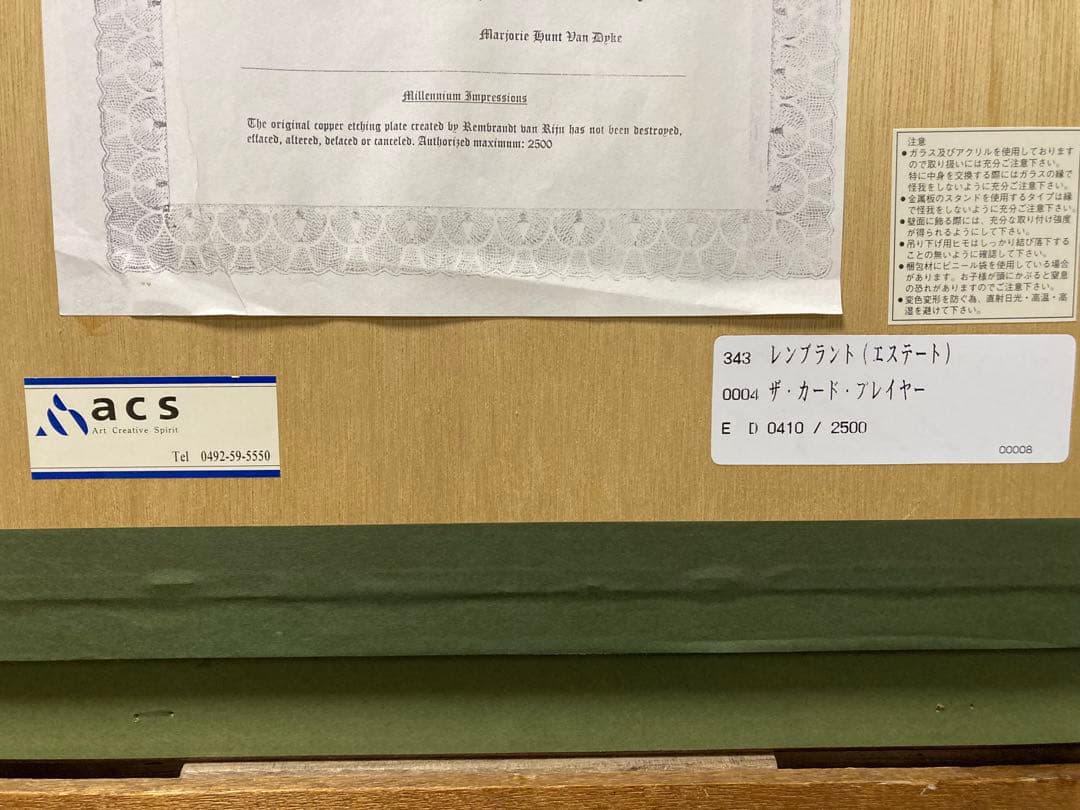 Marjorie Hunt Van Dyke
Millennium Impressions
The original copper etching plate created by Rembrandt van Rijn has not been destroyed,
effaced, altered, defaced or canceled. Authorized maximum: 2500
注意
●ガラス及びアクリルを使用しております
ので取り扱いには充分ご注意下さい。
特に中身を交換する際にはガラスの縁で
怪我をしないように充分ご注意下さい。
●金属板のスタンドを使用するタイプは縁
で怪我をしないように充分ご注意下さい。
●壁面に飾る際には、充分な取り付け強度
が得られるようにして下さい。
●吊り下げ用ヒモはしっかり結び落下する
ことの無いように確認して下さい。
●梱包材にビニール袋を使用している場合
があります。お子様が頭にかぶると窒息
の恐れがありますのでご注意下さい。
●変色変形を防ぐ為、直射日光・高温・高
湿を避けて下さい。
343 レンブラント(エステート)
0004 ザ・カード・プレイヤー
E D 0410 / 2500
00008
acs
Art Creative Spirit
Tel 0492-59-5550